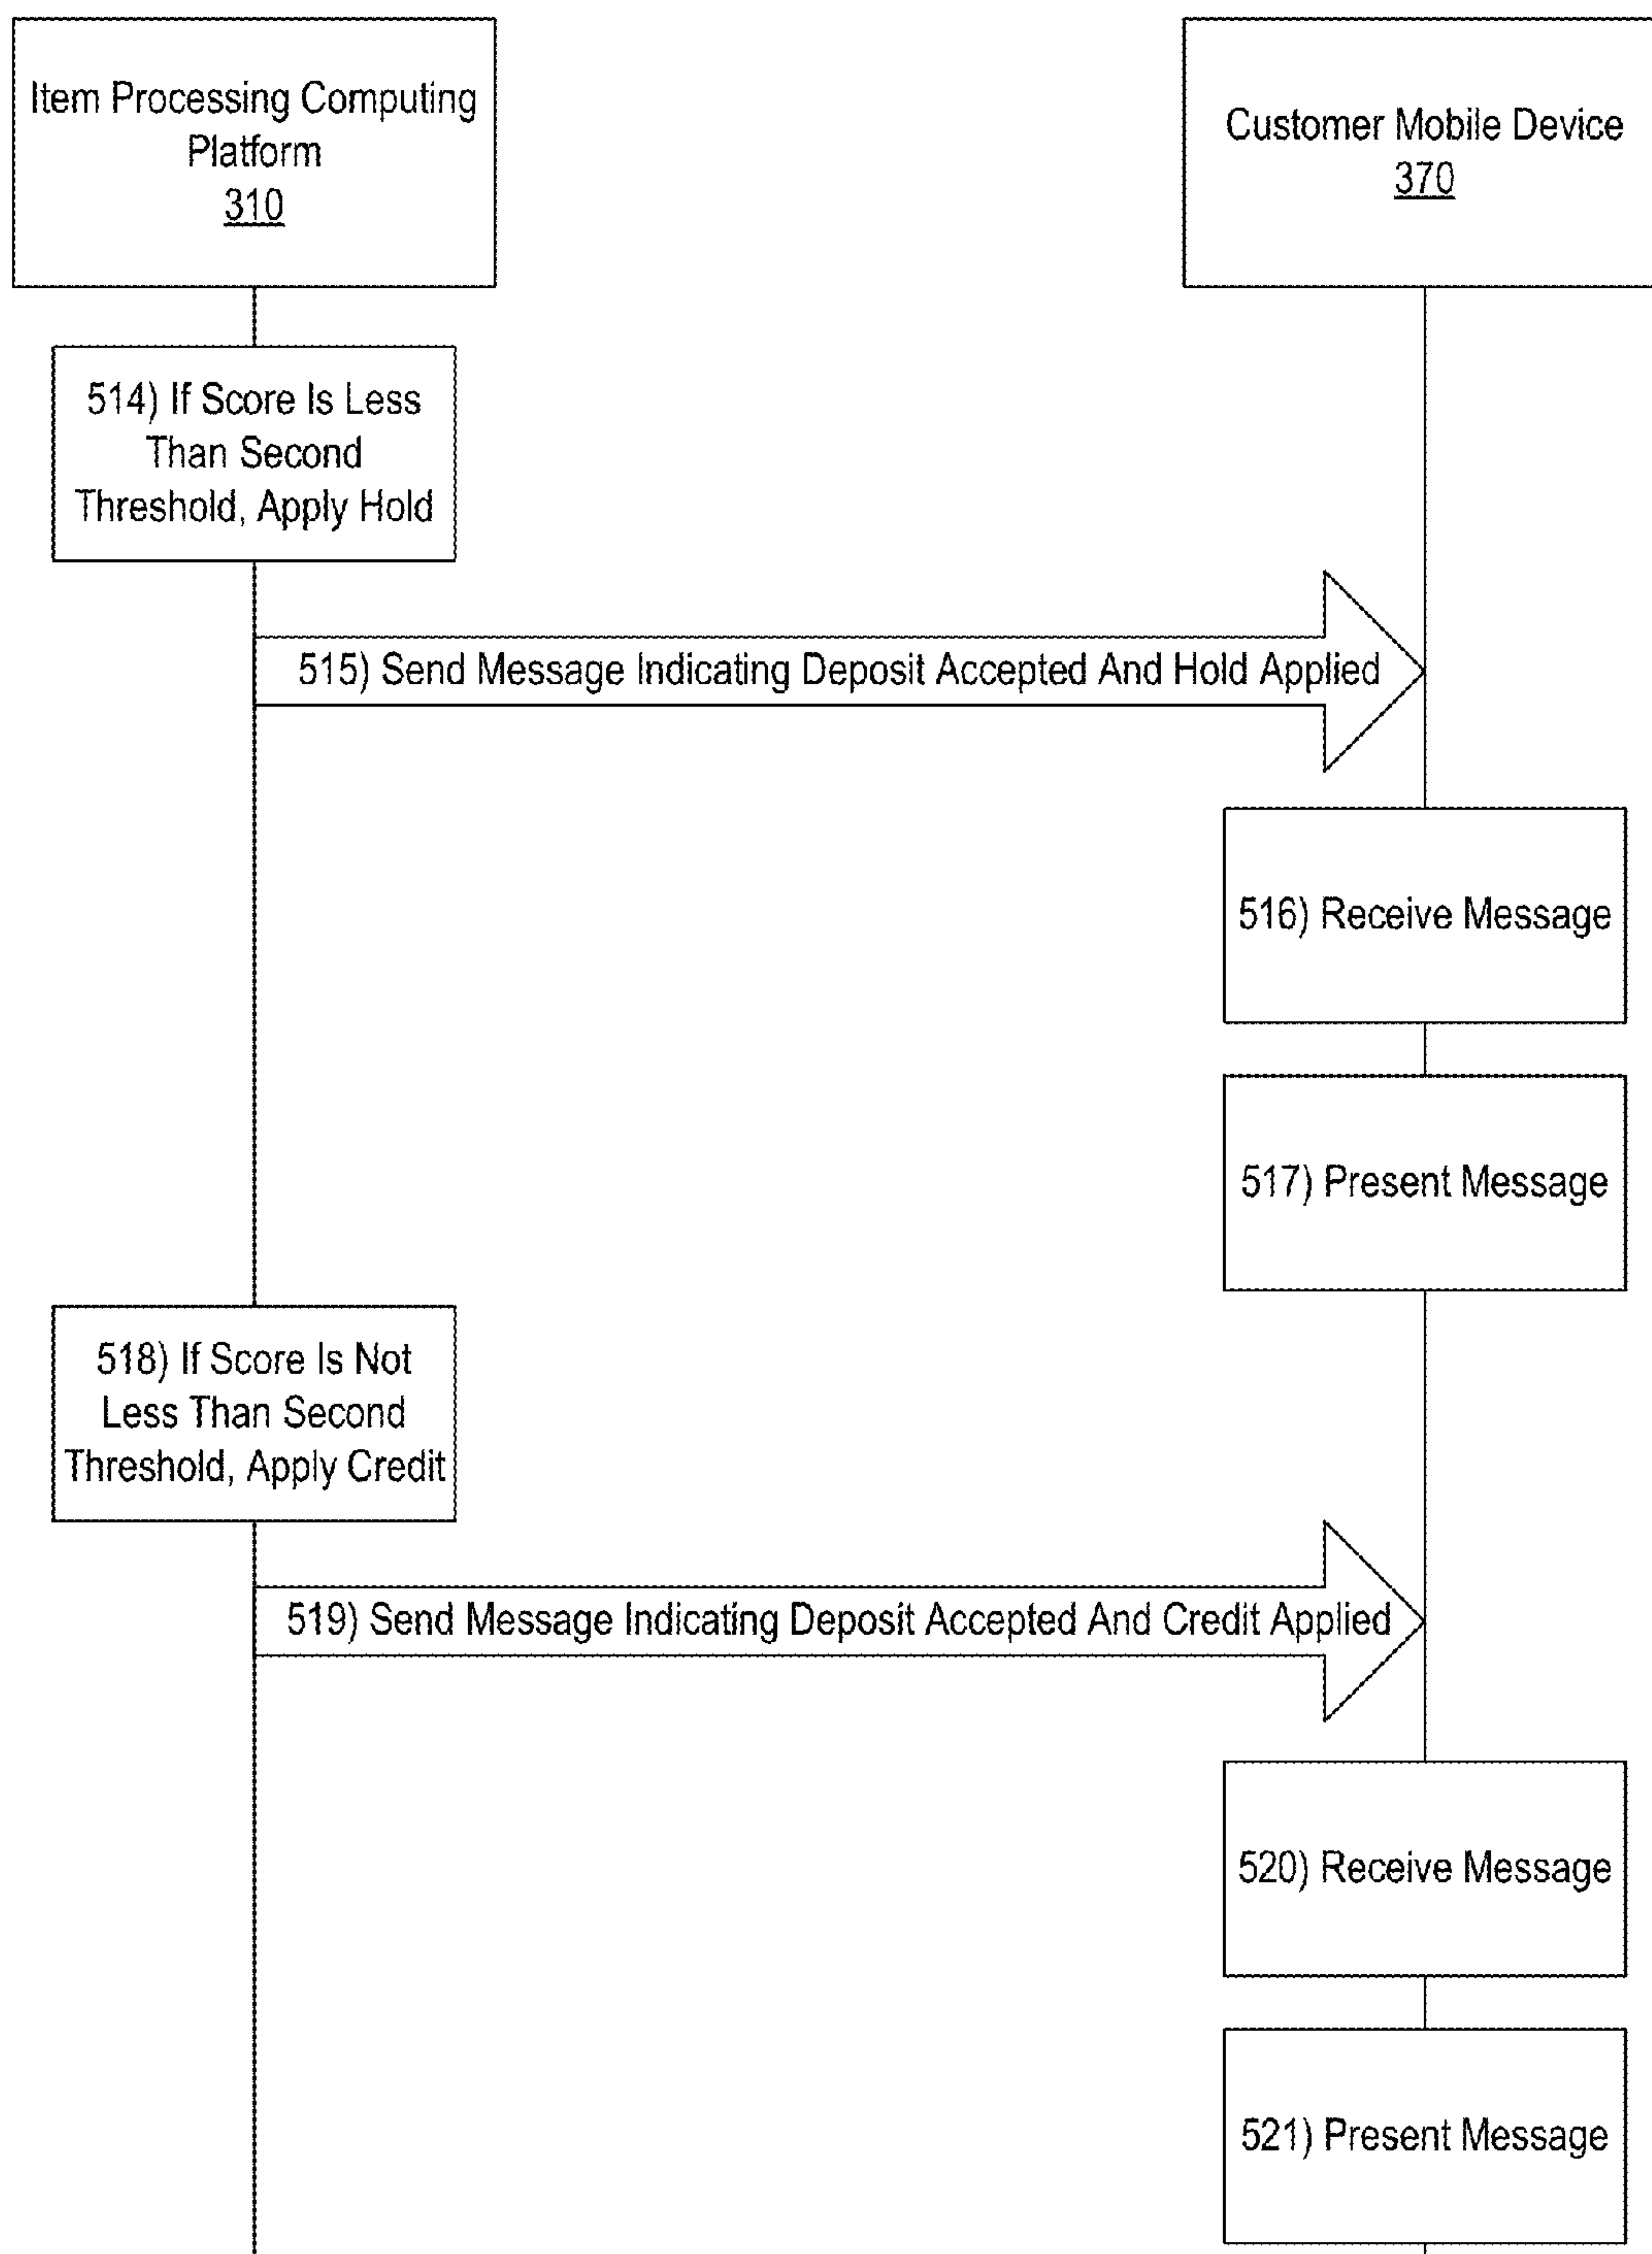 Item Processing Computing
Platform
310
Customer Mobile Device
370
514) If Score Is Less
Than Second
Threshold, Apply Hold
515) Send Message Indicating Deposit Accepted And Hold Applied
516) Receive Message
517) Present Message
518) If Score Is Not
Less Than Second
Threshold, Apply Credit
519) Send Message Indicating Deposit Accepted And Credit Applied
520) Receive Message
521) Present Message